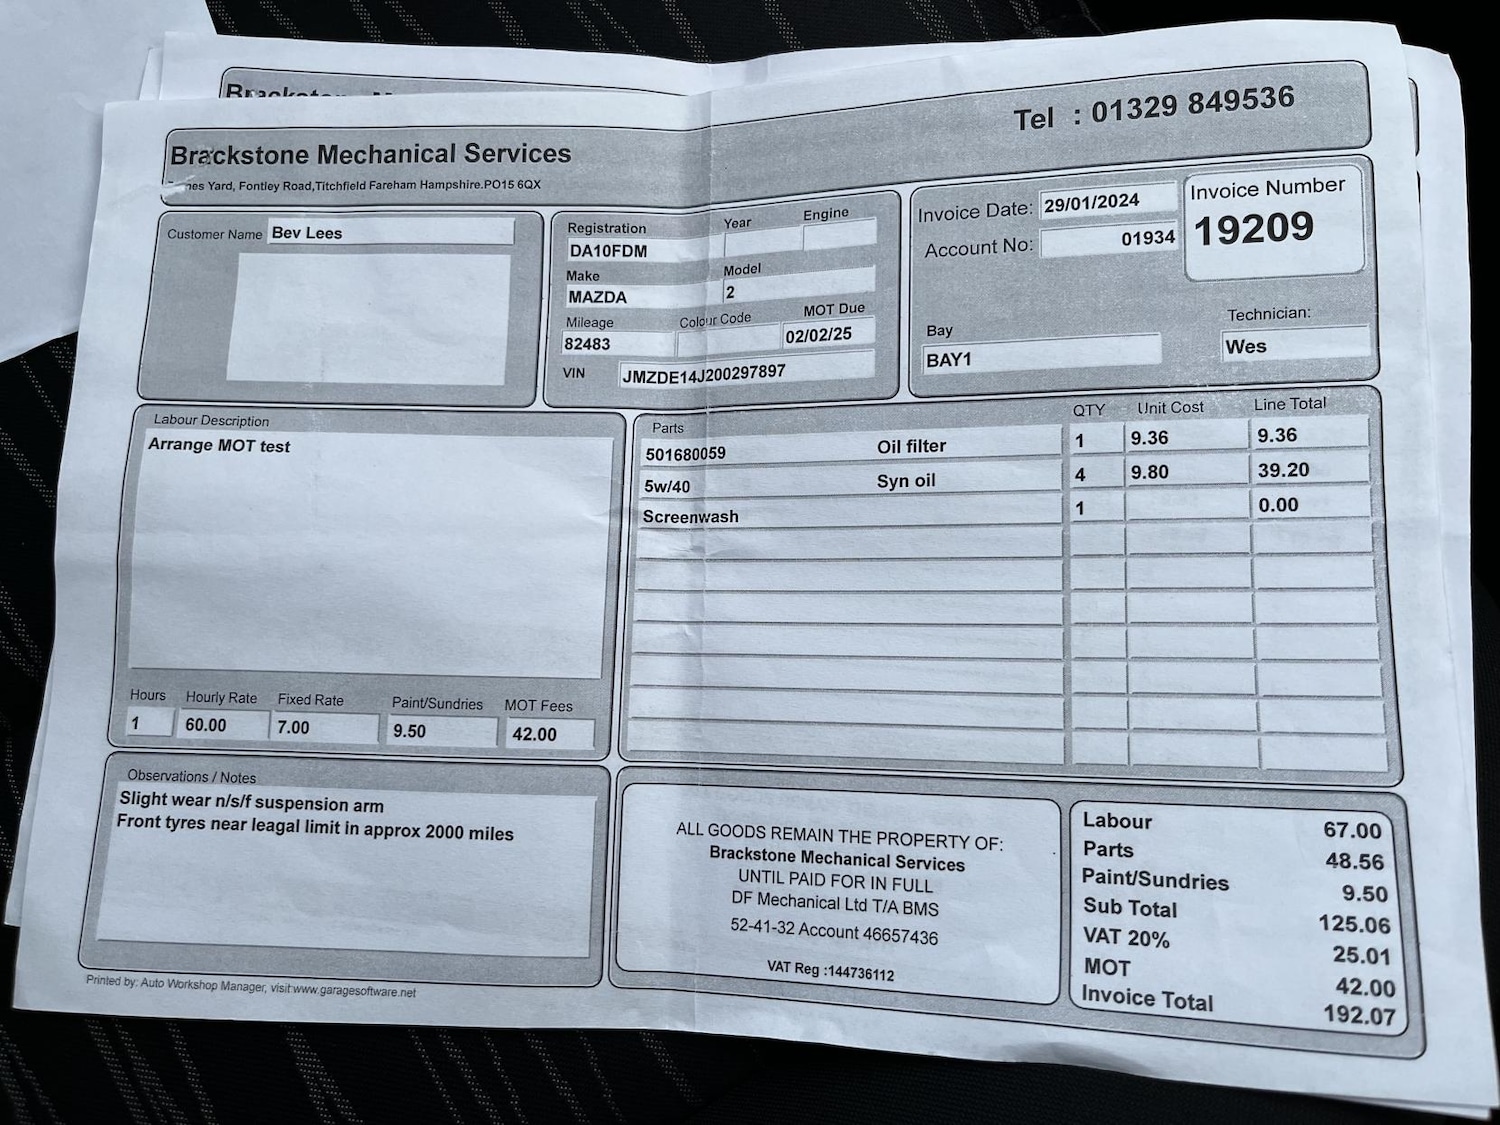 Brackstone
Tel : 01329 849536
Brackstone Mechanical Services
Yard, Fontley Road,Titchfield Fareham Hampshire.PO15 6QX
Customer Name Bev Lees
Registration Year Engine
DA10FDM
Make Model
MAZDA 2
Mileage Colour Code MOT Due
82483 02/02/25
VIN JMZDE14J200297897
Invoice Date: 29/01/2024
Account No: 01934
Invoice Number
19209
Bay
BAY1
Technician:
Wes
Labour Description
Arrange MOT test
Hours Hourly Rate Fixed Rate Paint/Sundries MOT Fees
1 60.00 7.00 9.50 42.00
Parts QTY Unit Cost Line Total
501680059 Oil filter 1 9.36 9.36
5w/40 Syn oil 4 9.80 39.20
Screenwash 1 0.00
Observations / Notes
Slight wear n/s/f suspension arm
Front tyres near leagal limit in approx 2000 miles
ALL GOODS REMAIN THE PROPERTY OF:
Brackstone Mechanical Services
UNTIL PAID FOR IN FULL
DF Mechanical Ltd T/A BMS
52-41-32 Account 46657436
VAT Reg :144736112
Labour 67.00
Parts 48.56
Paint/Sundries 9.50
Sub Total 125.06
VAT 20% 25.01
MOT 42.00
Invoice Total 192.07
Printed by: Auto Workshop Manager, visit:www.garagesoftware.net